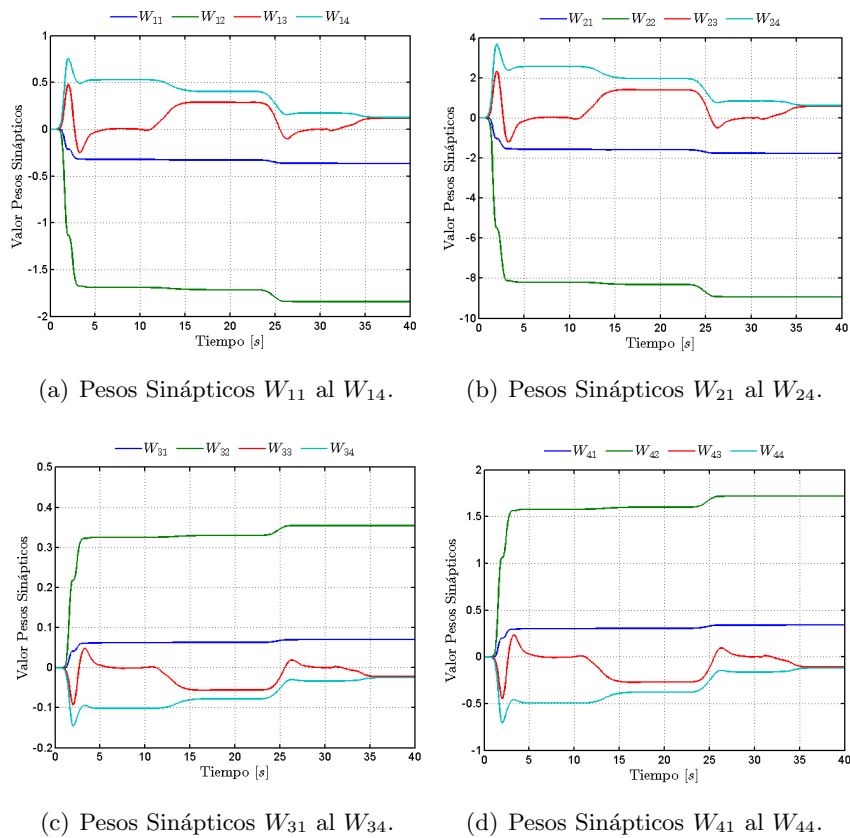 W11 W12 W13 W14
Valor Pesos Sinápticos
1
0.5
0
-0.5
-1
-1.5
-2
0 5 10 15 20 25 30 35 40
Tiempo [s]
(a) Pesos Sinápticos W11 al W14.
W21 W22 W23 W24
Valor Pesos Sinápticos
4
2
0
-2
-4
-6
-8
-10
0 5 10 15 20 25 30 35 40
Tiempo [s]
(b) Pesos Sinápticos W21 al W24.
W31 W32 W33 W34
Valor Pesos Sinápticos
0.5
0.4
0.3
0.2
0.1
0
-0.1
-0.2
0 5 10 15 20 25 30 35 40
Tiempo [s]
(c) Pesos Sinápticos W31 al W34.
W41 W42 W43 W44
Valor Pesos Sinápticos
2
1.5
1
0.5
0
-0.5
-1
0 5 10 15 20 25 30 35 40
Tiempo [s]
(d) Pesos Sinápticos W41 al W44.